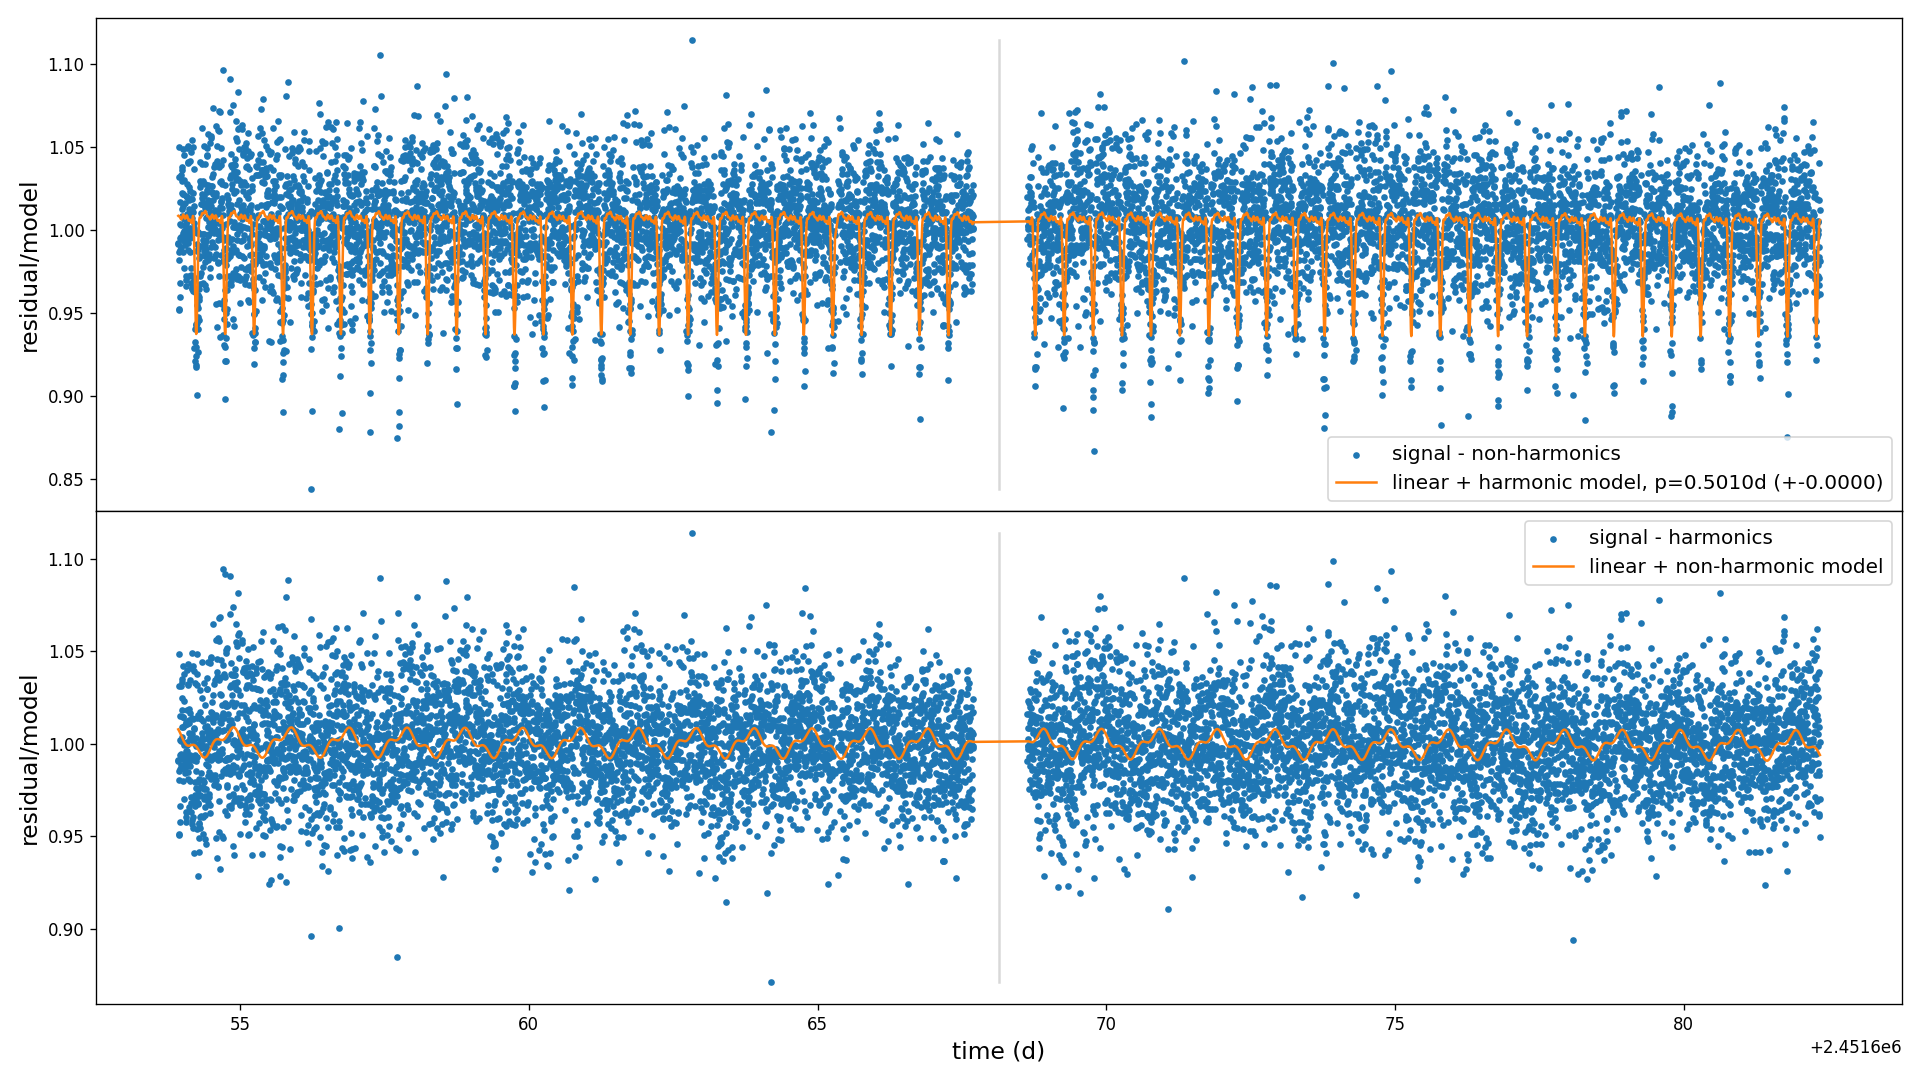 1.10
1.05
1.00
0.95
0.90
0.85
residual/model
signal - non-harmonics
linear + harmonic model, p=0.5010d (+-0.0000)
1.10
1.05
1.00
0.95
0.90
residual/model
signal - harmonics
linear + non-harmonic model
55 60 65 70 75 80
time (d)
+2.4516e6